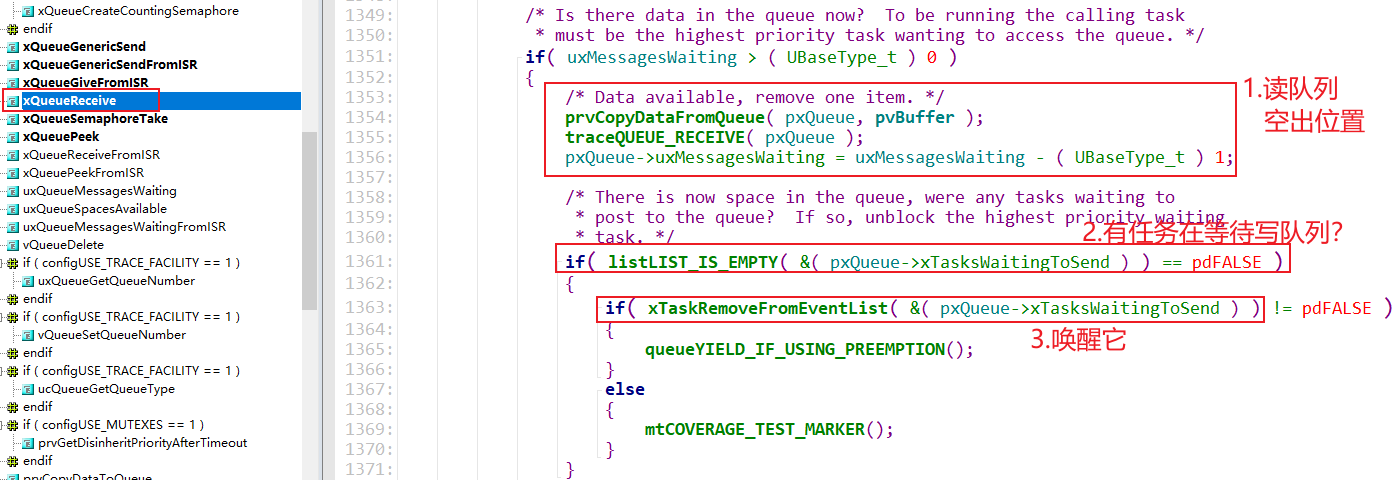 xQueueCreateCountingSemaphore
endif
xQueueGenericSend
xQueueGenericSendFromISR
xQueueGiveFromISR
xQueueReceive
xQueueSemaphoreTake
xQueuePeek
xQueueReceiveFromISR
xQueuePeekFromISR
uxQueueMessagesWaiting
uxQueueSpacesAvailable
uxQueueMessagesWaitingFromISR
vQueueDelete
if ( configUSE_TRACE_FACILITY == 1 )
uxQueueGetQueueNumber
endif
if ( configUSE_TRACE_FACILITY == 1 )
vQueueSetQueueNumber
endif
if ( configUSE_TRACE_FACILITY == 1 )
ucQueueGetQueueType
endif
if ( configUSE_MUTEXES == 1 )
prvGetDisinheritPriorityAfterTimeout
endif
prvCopyDataToQueue
1349: /* Is there data in the queue now?  To be running the calling task
1350: * must be the highest priority task wanting to access the queue. */
1351: if( uxMessagesWaiting > ( UBaseType_t ) 0 )
1352: {
1353: /* Data available, remove one item. */
1354: prvCopyDataFromQueue( pxQueue, pvBuffer );
1355: traceQUEUE_RECEIVE( pxQueue );
1356: pxQueue->uxMessagesWaiting = uxMessagesWaiting - ( UBaseType_t ) 1;
1.读队列
空出位置
1357:
1358: /* There is now space in the queue, were any tasks waiting to
1359: * post to the queue?  If so, unblock the highest priority waiting
1360: * task. */
2.有任务在等待写队列?
1361: if( listLIST_IS_EMPTY( &( pxQueue->xTasksWaitingToSend ) ) == pdFALSE )
1362: {
1363: if( xTaskRemoveFromEventList( &( pxQueue->xTasksWaitingToSend ) ) != pdFALSE )
1364: {
3.唤醒它
1365: queueYIELD_IF_USING_PREEMPTION();
1366: }
1367: else
1368: {
1369: mtCOVERAGE_TEST_MARKER();
1370: }
1371: }